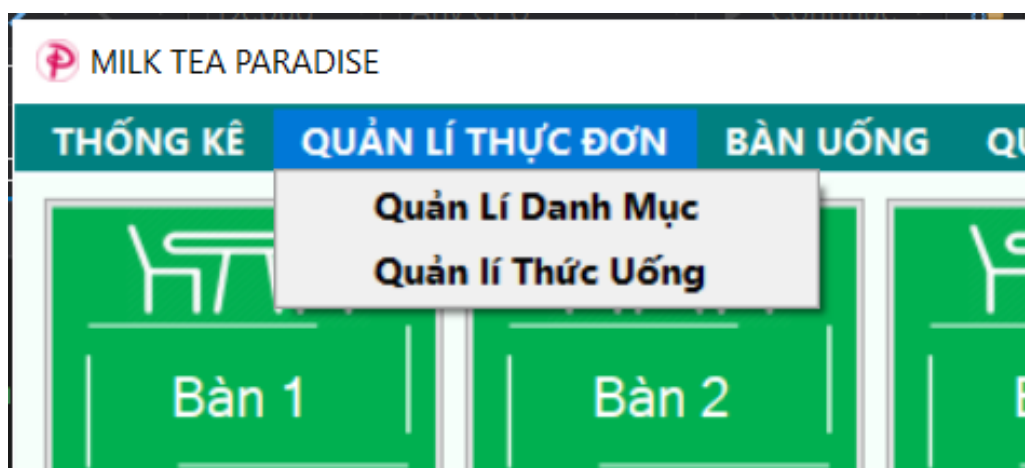 MILK TEA PARADISE
THỐNG KÊ QUẢN LÍ THỰC ĐƠN BÀN UỐNG
Quản Lí Danh Mục
Quản lí Thức Uống
Bàn 1 Bàn 2